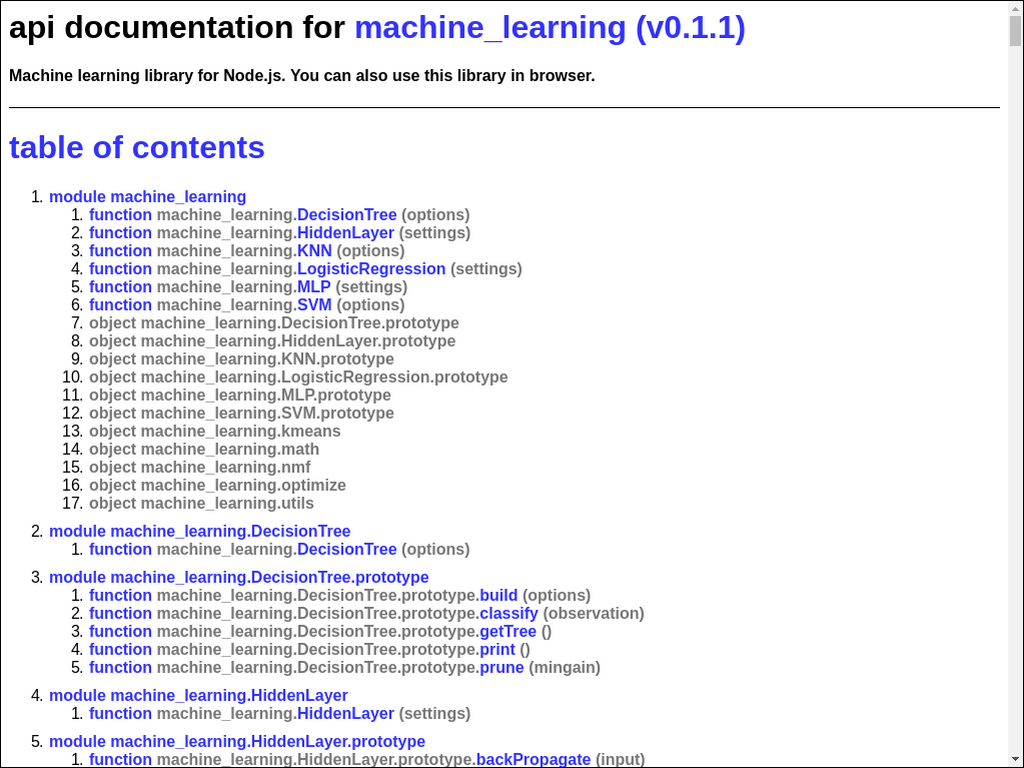 api documentation for machine_learning (v0.1.1)
Machine learning library for Node.js. You can also use this library in browser.
table of contents
1. module machine_learning
1. function machine_learning.DecisionTree (options)
2. function machine_learning.HiddenLayer (settings)
3. function machine_learning.KNN (options)
4. function machine_learning.LogisticRegression (settings)
5. function machine_learning.MLP (settings)
6. function machine_learning.SVM (options)
7. object machine_learning.DecisionTree.prototype
8. object machine_learning.HiddenLayer.prototype
9. object machine_learning.KNN.prototype
10. object machine_learning.LogisticRegression.prototype
11. object machine_learning.MLP.prototype
12. object machine_learning.SVM.prototype
13. object machine_learning.kmeans
14. object machine_learning.math
15. object machine_learning.nmf
16. object machine_learning.optimize
17. object machine_learning.utils
2. module machine_learning.DecisionTree
1. function machine_learning.DecisionTree (options)
3. module machine_learning.DecisionTree.prototype
1. function machine_learning.DecisionTree.prototype.build (options)
2. function machine_learning.DecisionTree.prototype.classify (observation)
3. function machine_learning.DecisionTree.prototype.getTree ()
4. function machine_learning.DecisionTree.prototype.print ()
5. function machine_learning.DecisionTree.prototype.prune (mingain)
4. module machine_learning.HiddenLayer
1. function machine_learning.HiddenLayer (settings)
5. module machine_learning.HiddenLayer.prototype
1. function machine_learning.HiddenLayer.prototype.backPropagate (input)